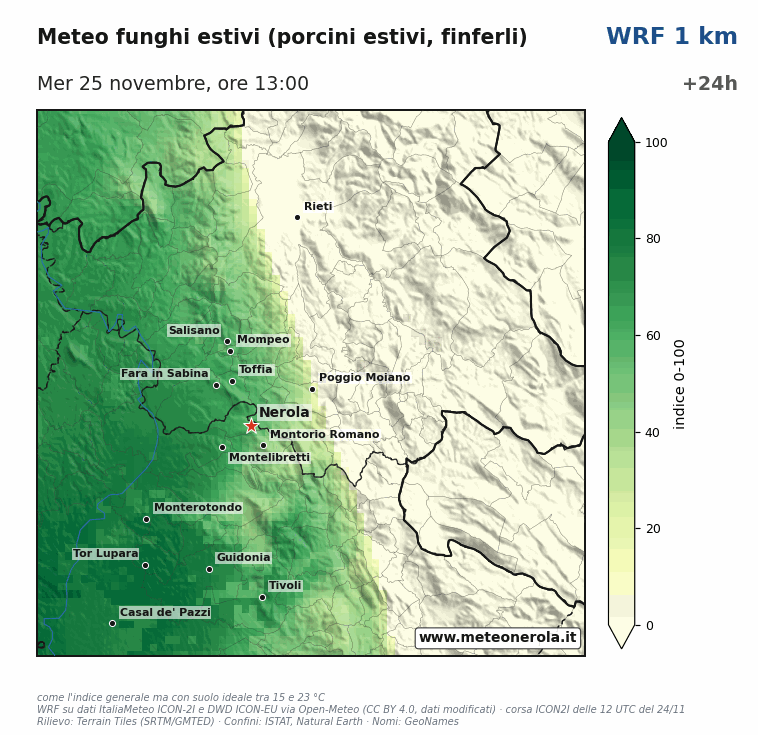 Meteo funghi estivi (porcini estivi, finferli)
WRF 1 km
Mer 25 novembre, ore 13:00
+24h
Rieti
Salisano
Mompeo
Fara in Sabina
Toffia
Poggio Moiano
Nerola
Montorio Romano
Montelibretti
Monterotondo
Tor Lupara
Guidonia
Tivoli
Casal de' Pazzi
www.meteonerola.it
100
80
60
40
20
0
indice 0-100
come l'indice generale ma con suolo ideale tra 15 e 23 °C
WRF su dati ItaliaMeteo ICON-2I e DWD ICON-EU via Open-Meteo (CC BY 4.0, dati modificati) · corsa ICON2I delle 12 UTC del 24/11
Rilievo: Terrain Tiles (SRTM/GMTED) · Confini: ISTAT, Natural Earth · Nomi: GeoNames